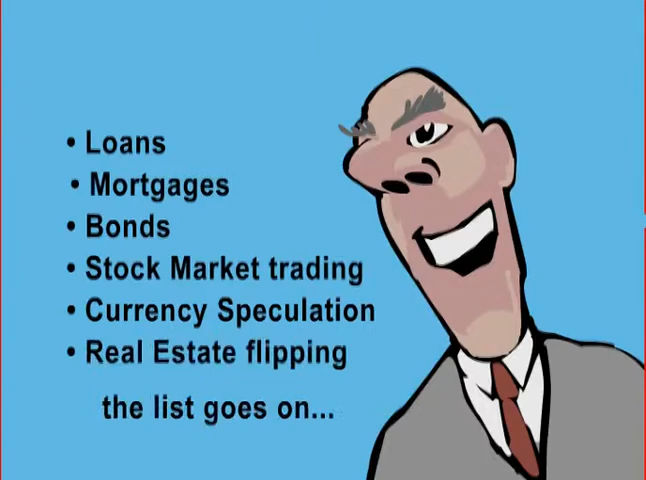 • Loans
• Mortgages
• Bonds
• Stock Market trading
• Currency Speculation
• Real Estate flipping
the list goes on...